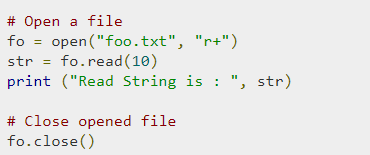 # Open a file
fo = open("foo.txt", "r+")
str = fo.read(10)
print ("Read String is : ", str)
# Close opened file
fo.close()